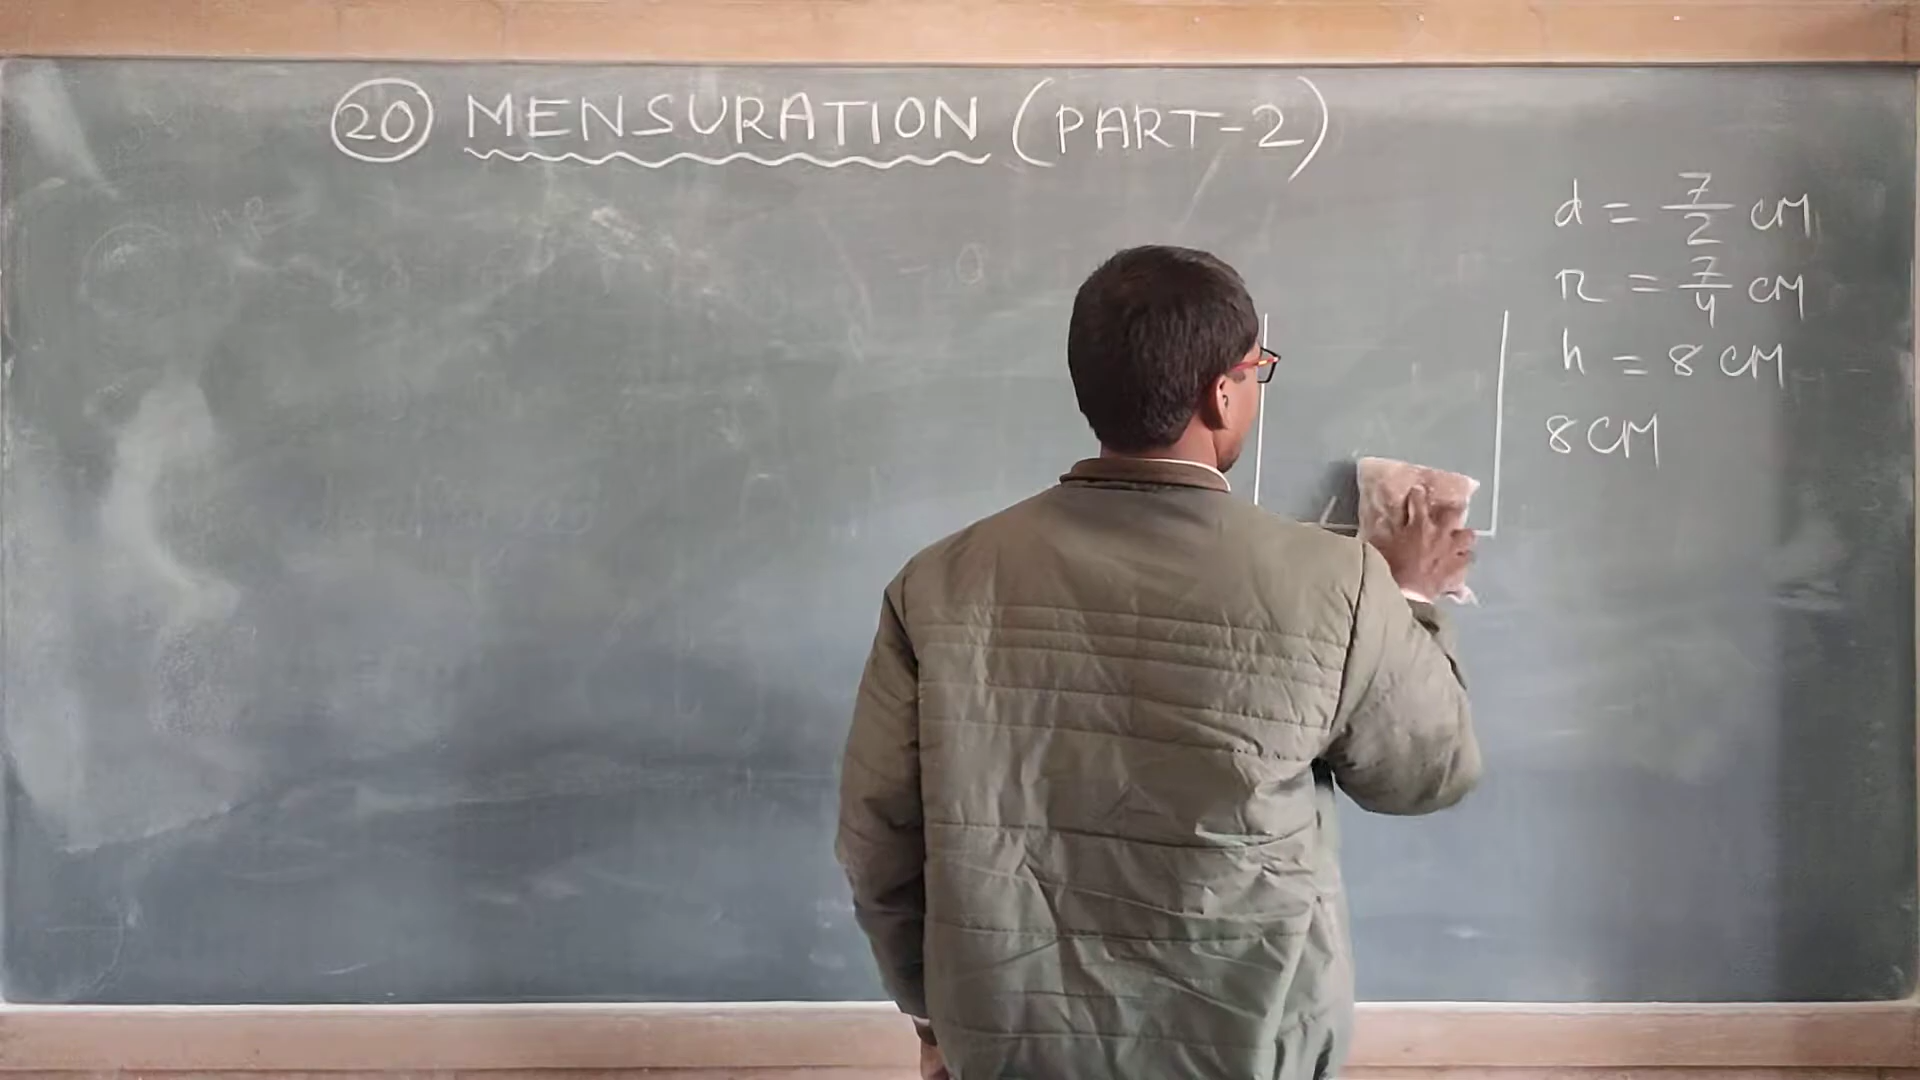 20 MENSURATION (PART-2)
d = 7/2 CM
r = 7/4 CM
h = 8 CM
8 CM